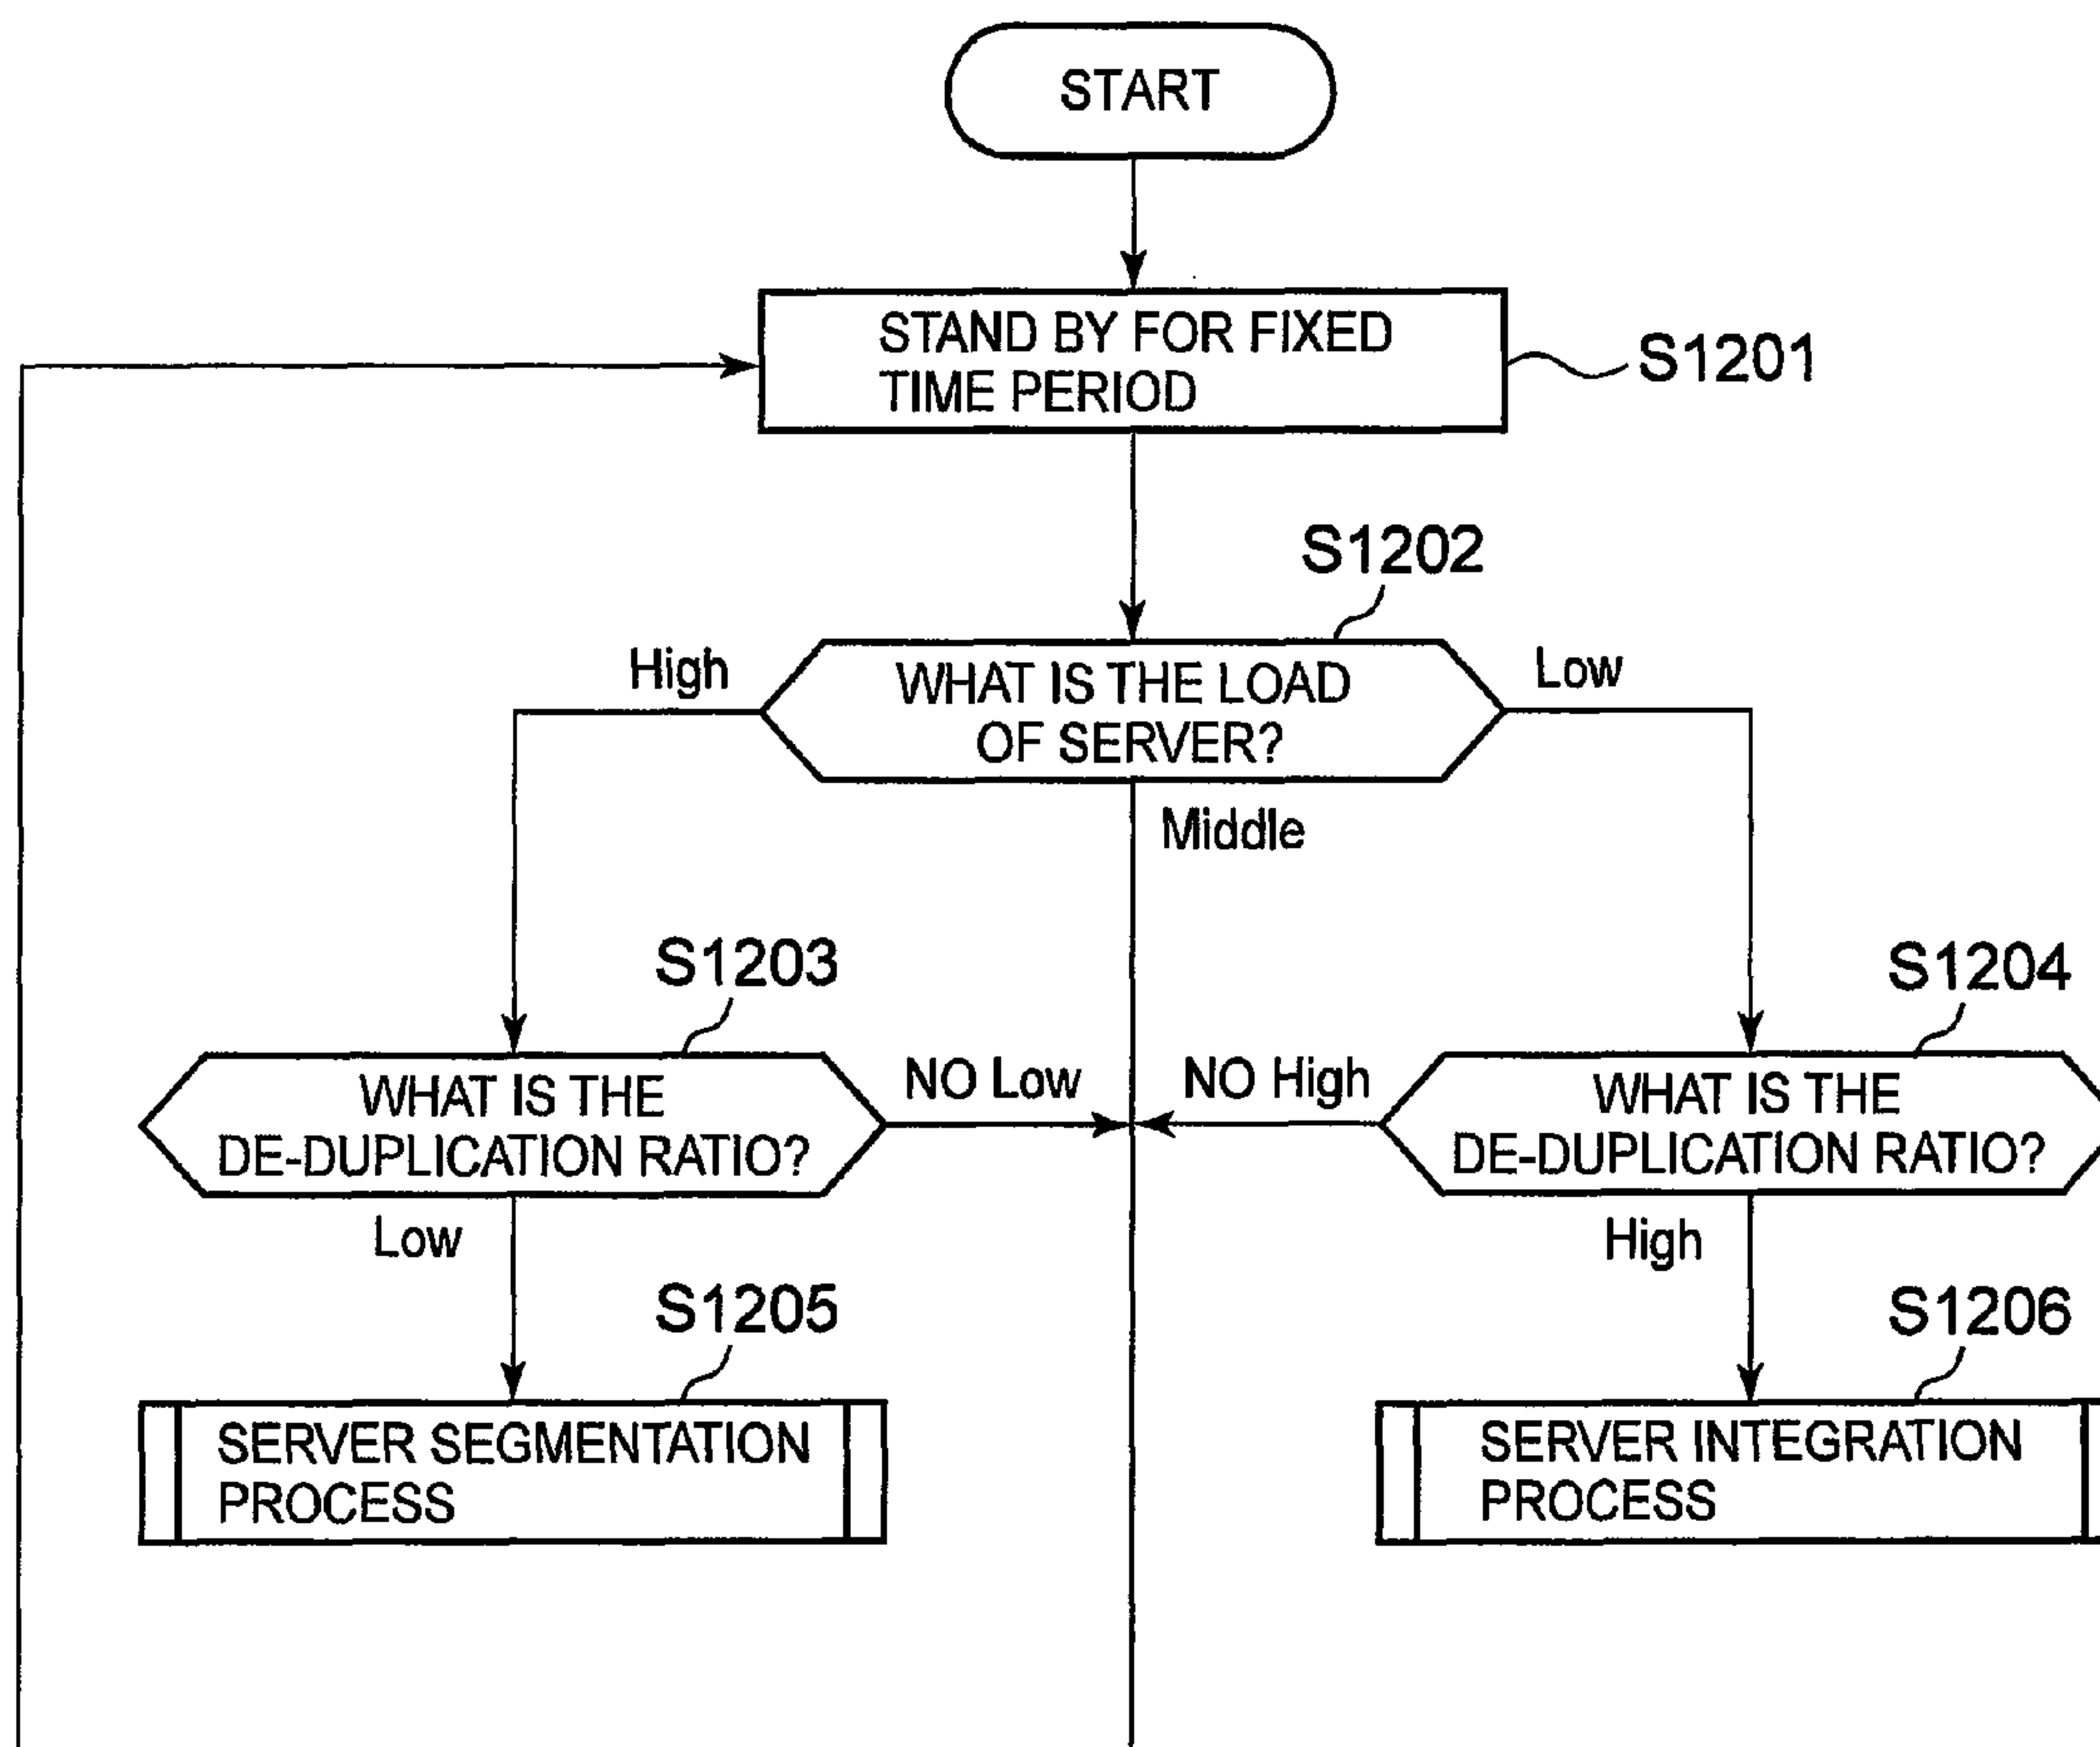 START
STAND BY FOR FIXED
TIME PERIOD
S1201
S1202
High
WHAT IS THE LOAD
OF SERVER?
Low
Middle
S1203
S1204
WHAT IS THE
DE-DUPLICATION RATIO?
NO Low
NO High
WHAT IS THE
DE-DUPLICATION RATIO?
Low
High
S1205
S1206
SERVER SEGMENTATION
PROCESS
SERVER INTEGRATION
PROCESS